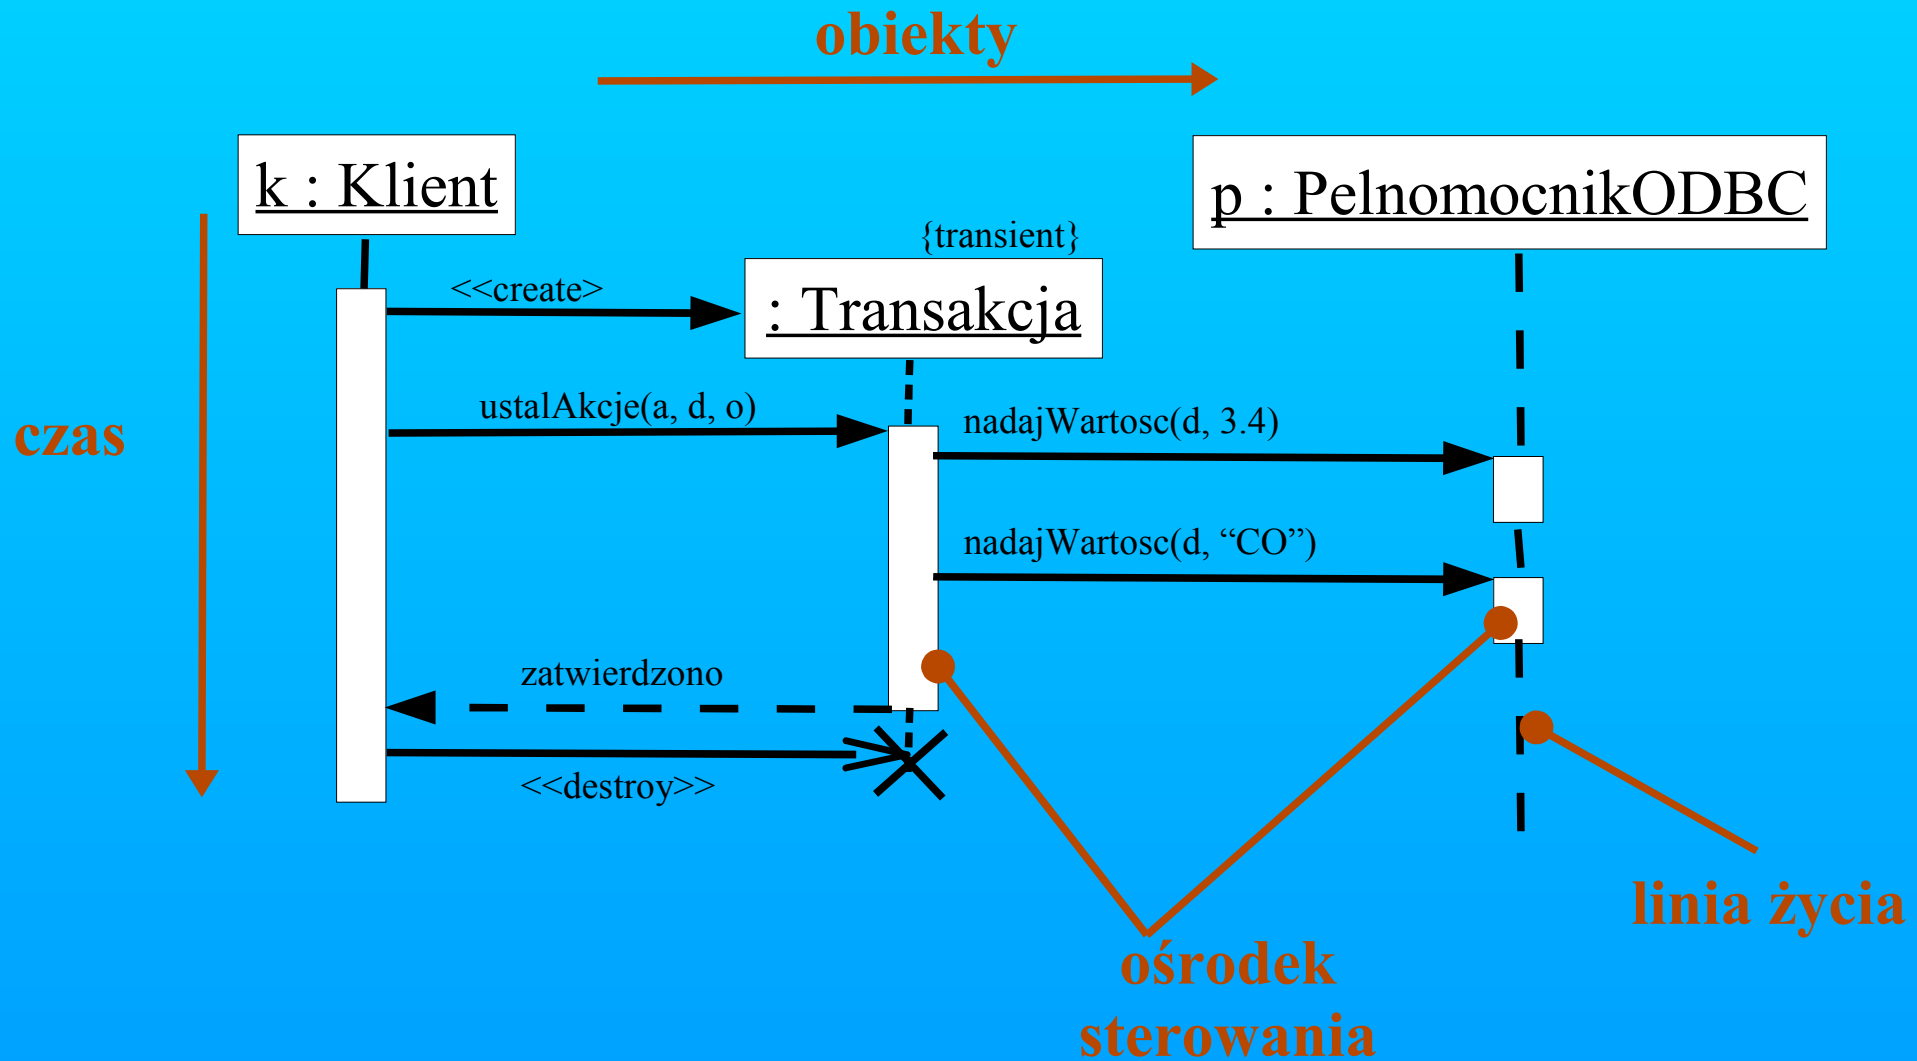 obiekty
k : Klient
p : PelnomocnikODBC
{transient}
<<create>
: Transakcja
czas
ustalAkcje(a, d, o)
nadajWartosc(d, 3.4)
nadajWartosc(d, “CO”)
zatwierdzono
<<destroy>>
linia życia
ośrodek
sterowania